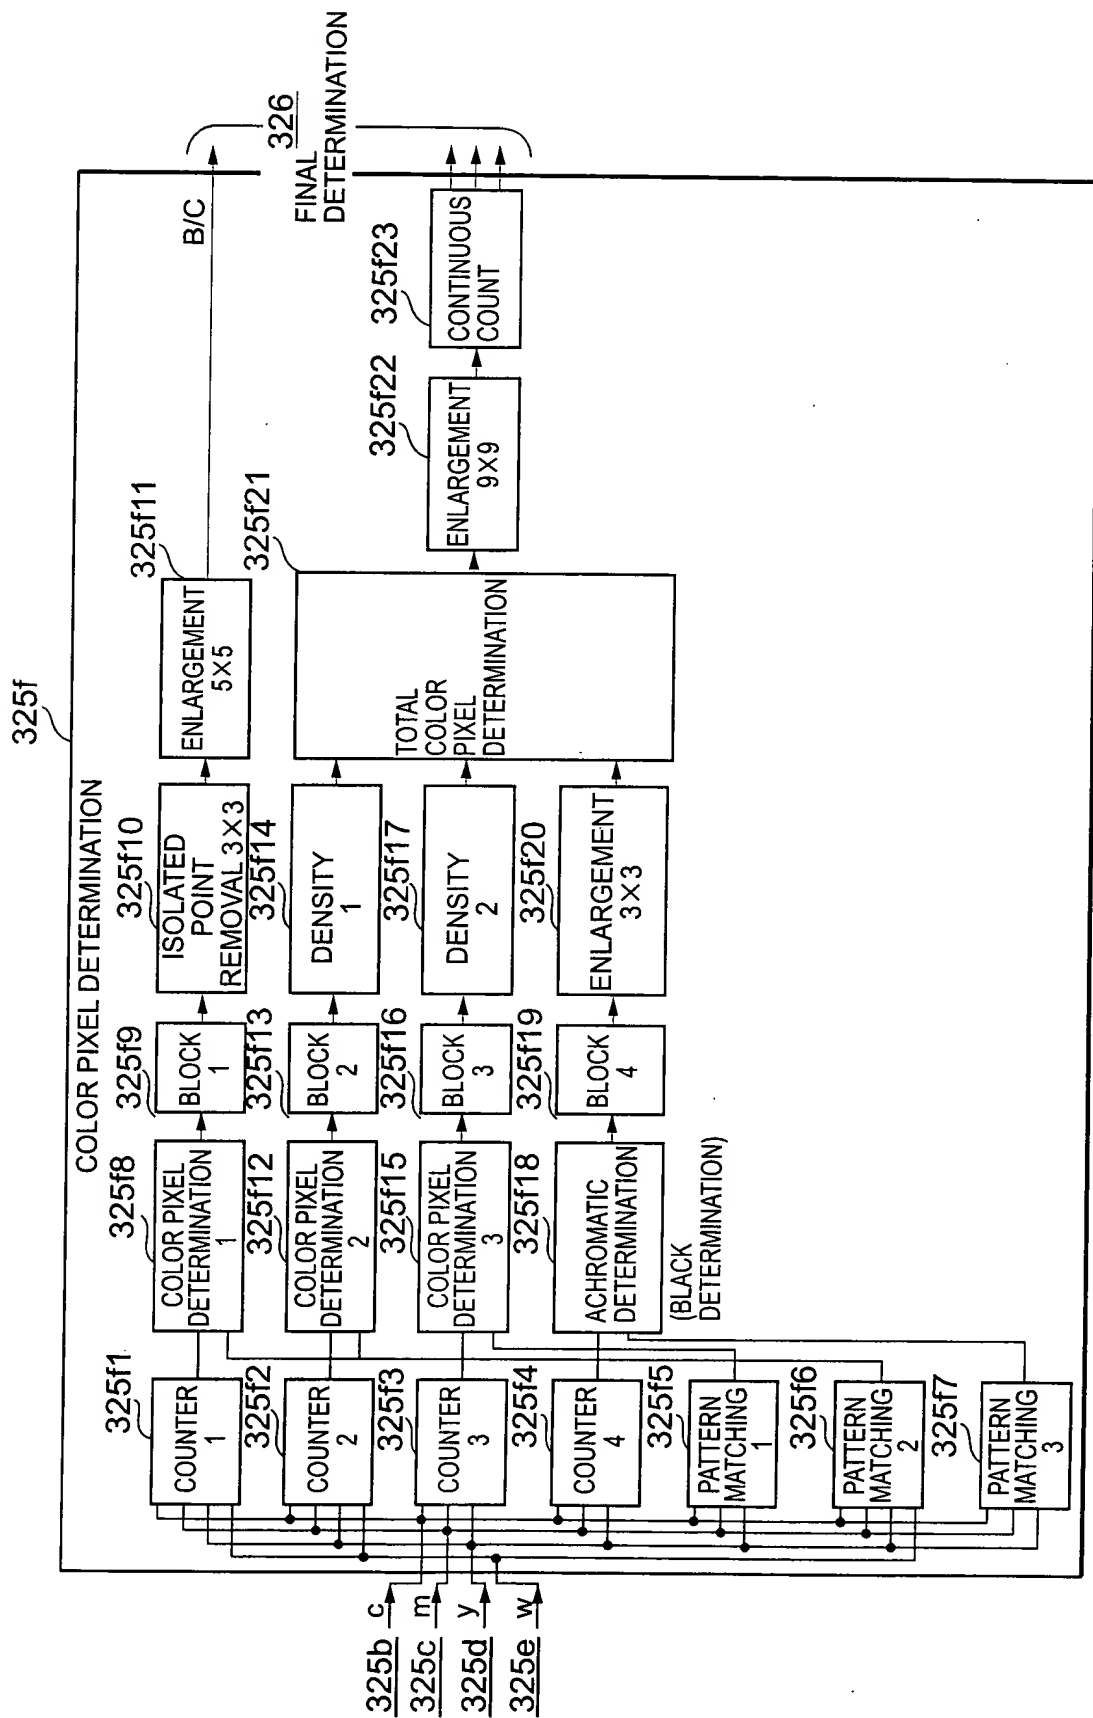 325f
COLOR PIXEL DETERMINATION
325b
c
325c
m
325d
y
325e
w
325f1
COUNTER
1
325f2
COUNTER
2
325f3
COUNTER
3
325f4
COUNTER
4
325f5
PATTERN
MATCHING
1
325f6
PATTERN
MATCHING
2
325f7
PATTERN
MATCHING
3
325f8
COLOR PIXEL
DETERMINATION
1
325f9
BLOCK
1
325f10
ISOLATED
POINT
REMOVAL 3×3
325f11
ENLARGEMENT
5×5
B/C
325f12
COLOR PIXEL
DETERMINATION
2
325f13
BLOCK
2
325f14
DENSITY
1
325f15
COLOR PIXEL
DETERMINATION
3
325f16
BLOCK
3
325f17
DENSITY
2
325f18
ACHROMATIC
DETERMINATION
(BLACK
DETERMINATION)
325f19
BLOCK
4
325f20
ENLARGEMENT
3×3
325f21
TOTAL
COLOR
PIXEL
DETERMINATION
325f22
ENLARGEMENT
9×9
325f23
CONTINUOUS
COUNT
326
FINAL
DETERMINATION